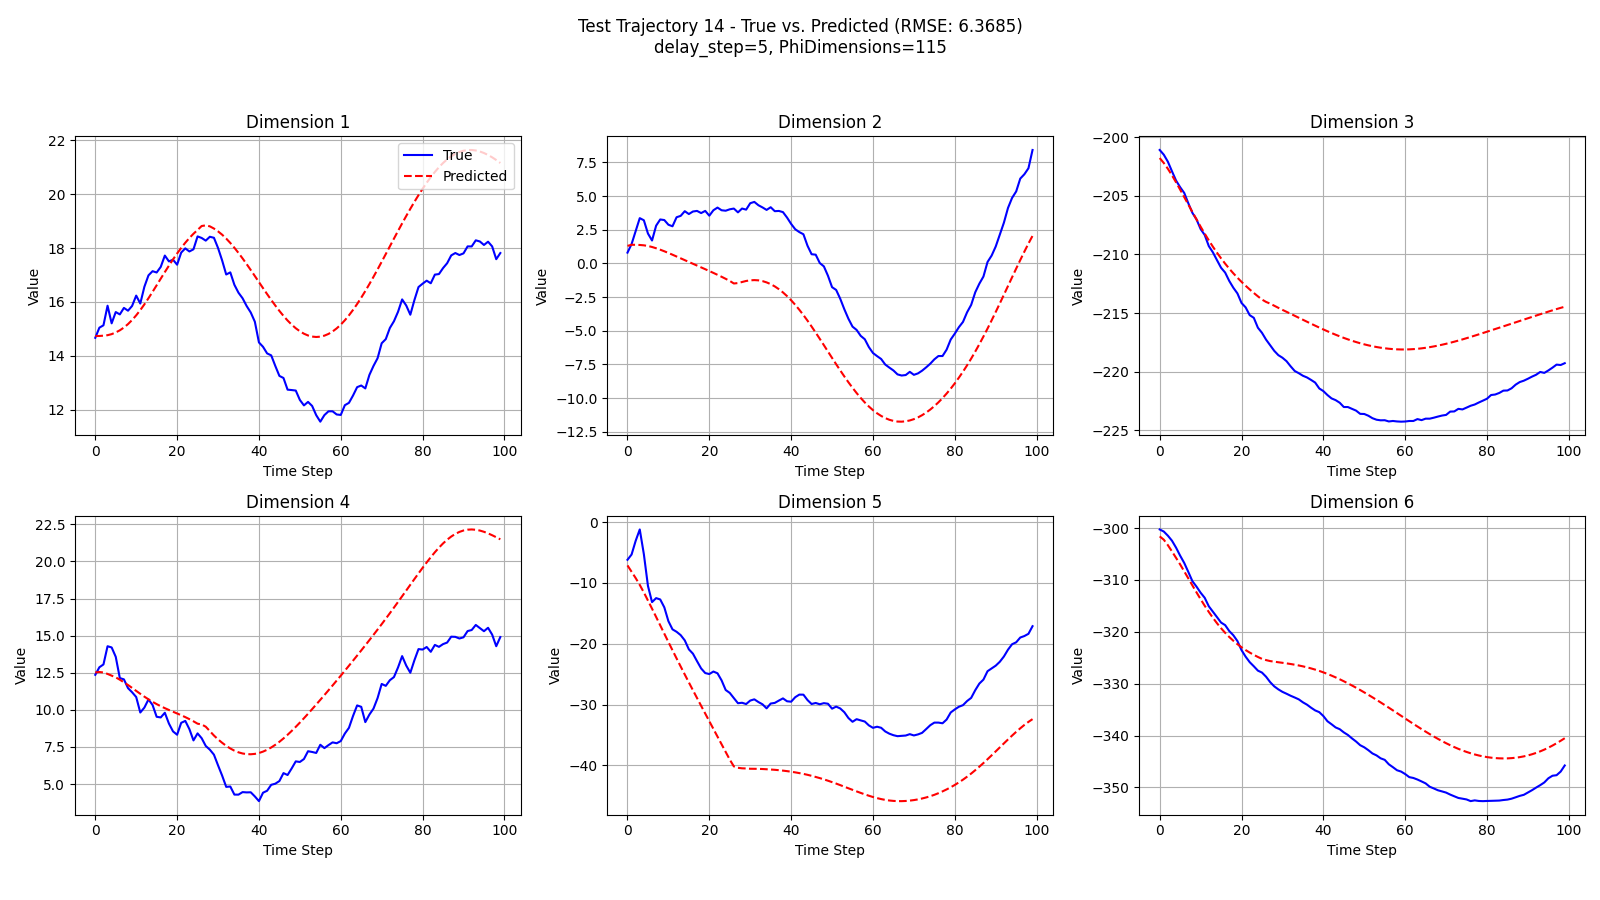 Test Trajectory 14 - True vs. Predicted (RMSE: 6.3685)
delay_step=5, PhiDimensions=115
Dimension 1
22
20
18
16
14
12
Value
0 20 40 60 80 100
Time Step
True
Predicted
Dimension 2
7.5
5.0
2.5
0.0
−2.5
−5.0
−7.5
−10.0
−12.5
Value
0 20 40 60 80 100
Time Step
Dimension 3
−200
−205
−210
−215
−220
−225
Value
0 20 40 60 80 100
Time Step
Dimension 4
22.5
20.0
17.5
15.0
12.5
10.0
7.5
5.0
Value
0 20 40 60 80 100
Time Step
Dimension 5
0
−10
−20
−30
−40
Value
0 20 40 60 80 100
Time Step
Dimension 6
−300
−310
−320
−330
−340
−350
Value
0 20 40 60 80 100
Time Step